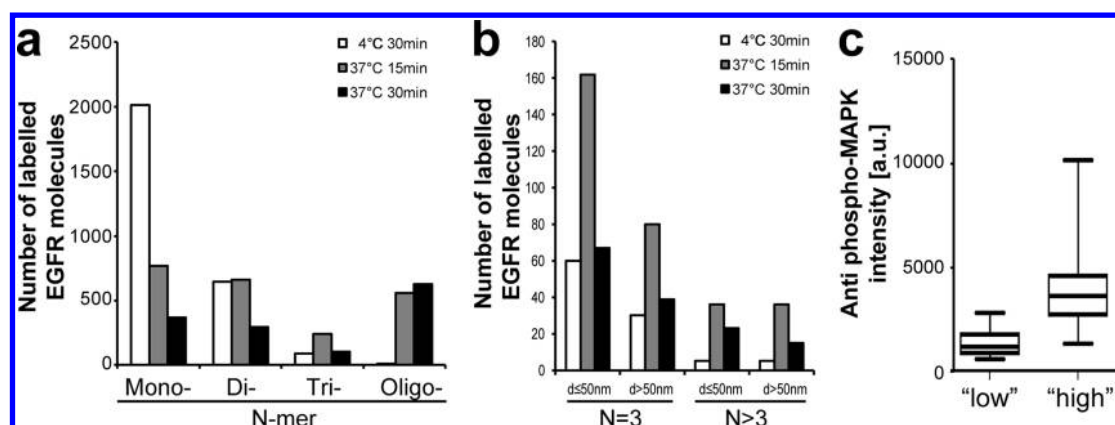 a
Number of labelled
EGFR molecules
2500
2000
1500
1000
500
0
4°C 30min
37°C 15min
37°C 30min
Mono- Di- Tri- Oligo-
N-mer
b
Number of labelled
EGFR molecules
180
160
140
120
100
80
60
40
20
0
4°C 30min
37°C 15min
37°C 30min
d≤50nm d>50nm d≤50nm d>50nm
N=3 N>3
c
Anti phospho-MAPK
intensity [a.u.]
15000
10000
5000
0
“low” “high”